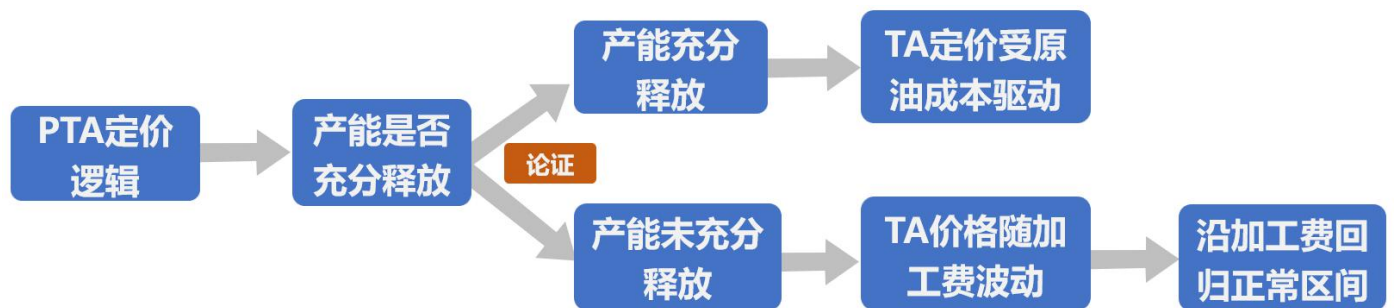 PTA定价
逻辑
产能是否
充分释放
论证
产能充分
释放
TA定价受原
油成本驱动
产能未充分
释放
TA价格随加
工费波动
沿加工费回
归正常区间